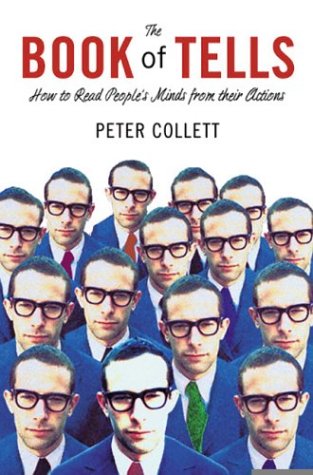 The
BOOK of TELLS
How to Read People's Minds from their Actions
PETER COLLETT